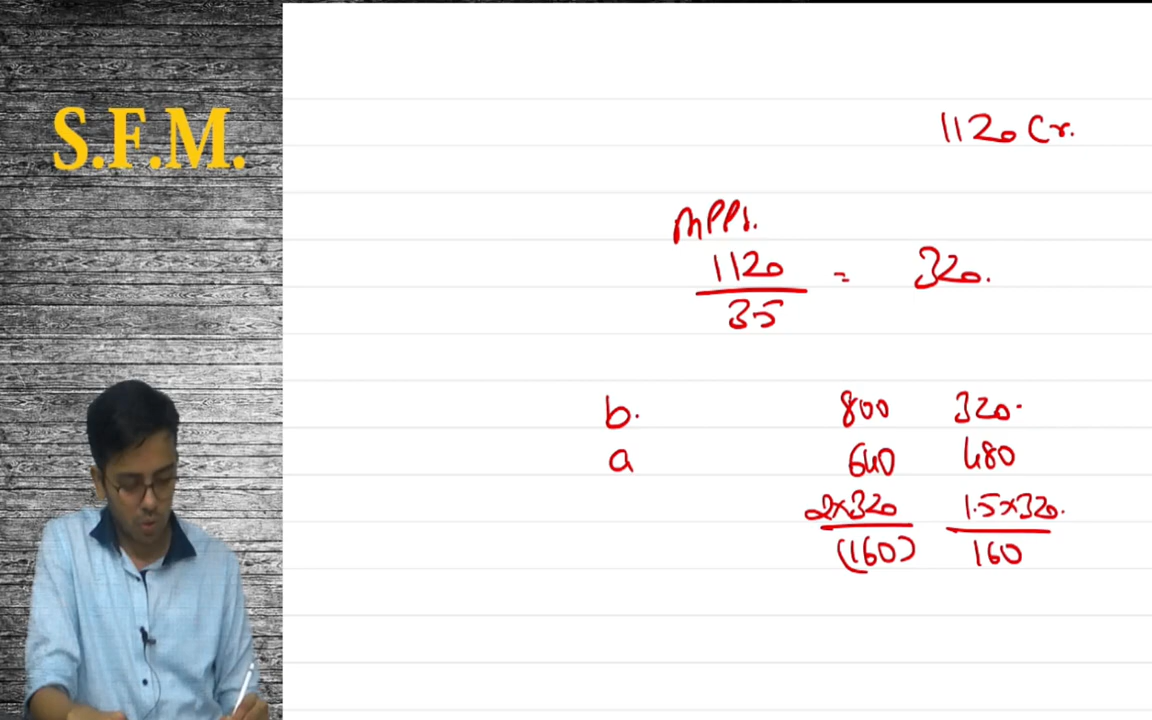 S.F.M.
1120 Cr.
MPPS.
1120 = 320.
35
b. 800 320.
a 640 480
2x320 1.5x320.
(160) 160